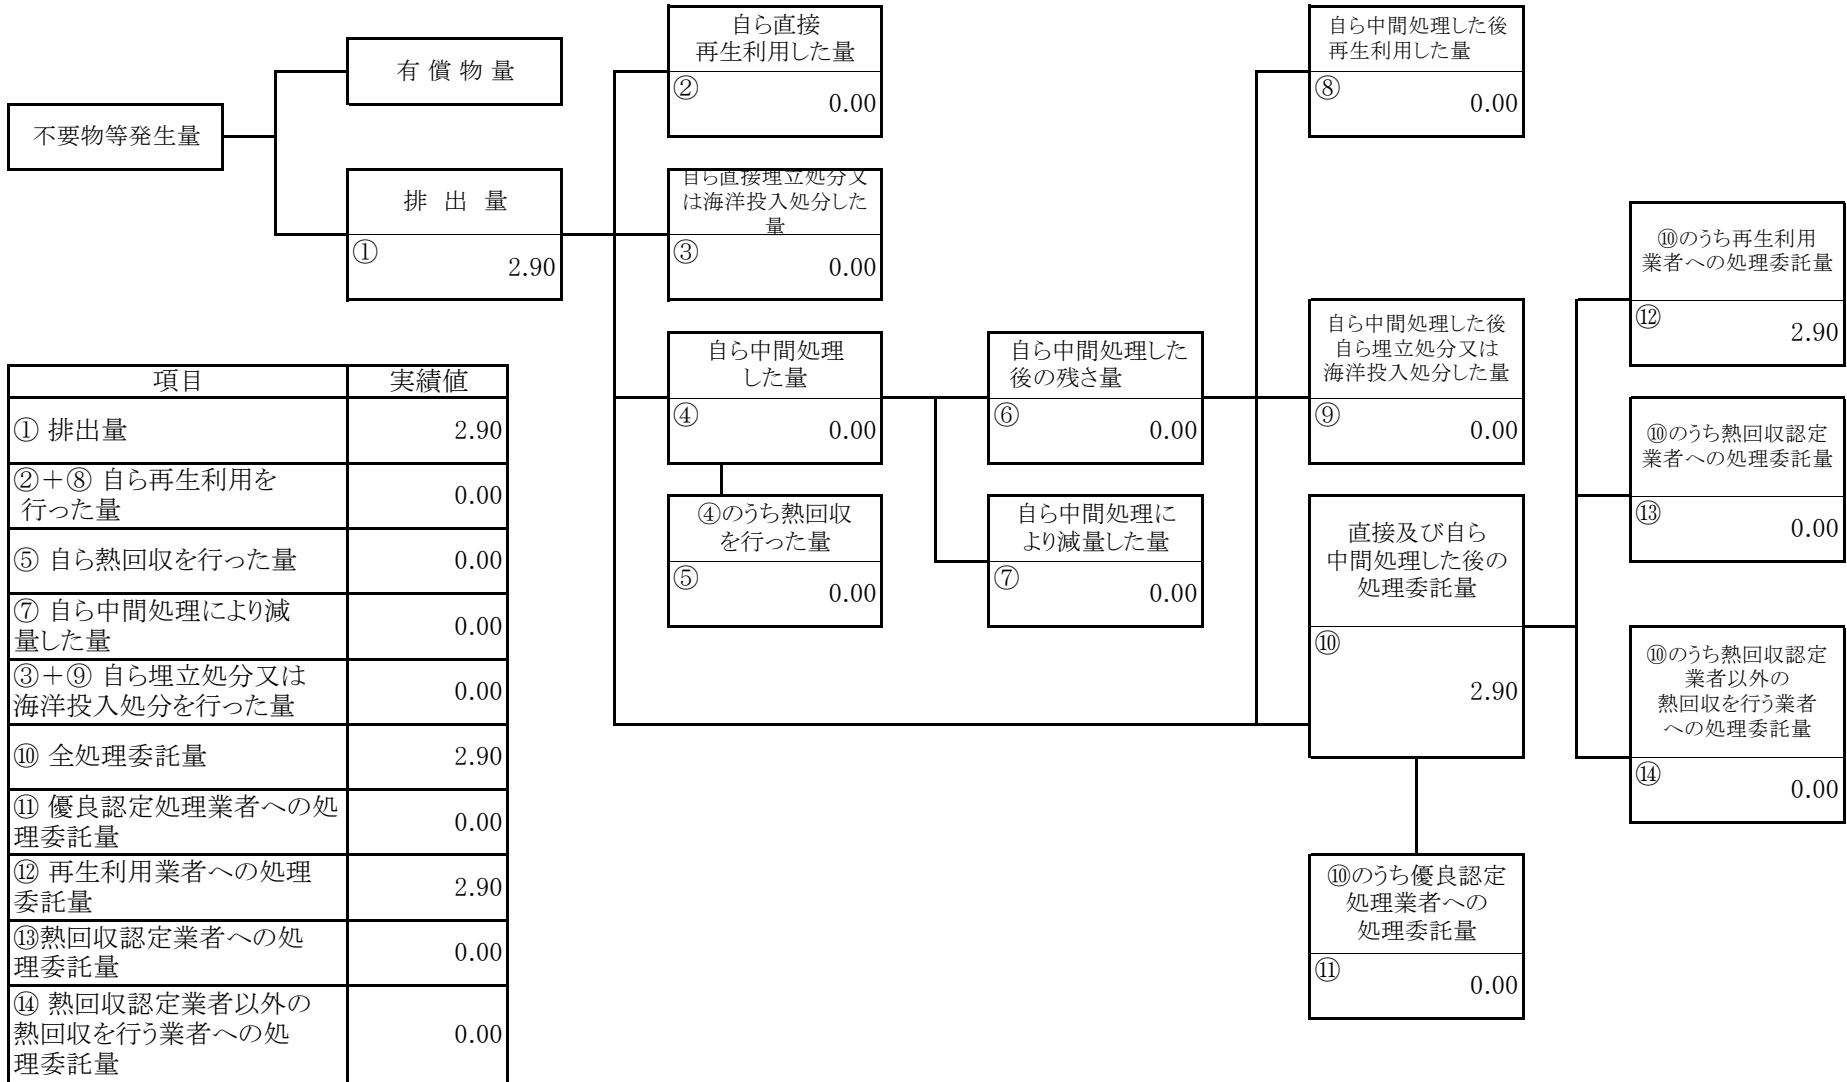 不要物等発生量
有償物量
排出量
①
2.90
自ら直接
再生利用した量
②
0.00
自ら直接埋立処分又
は海洋投入処分した
量
③
0.00
自ら中間処理
した量
④
0.00
④のうち熱回収
を行った量
⑤
0.00
自ら中間処理した
後の残さ量
⑥
0.00
自ら中間処理に
より減量した量
⑦
0.00
自ら中間処理した後
再生利用した量
⑧
0.00
自ら中間処理した後
自ら埋立処分又は
海洋投入処分した量
⑨
0.00
直接及び自ら
中間処理した後の
処理委託量
⑩
2.90
⑩のうち優良認定
処理業者への
処理委託量
⑪
0.00
⑩のうち再生利用
業者への処理委託量
⑫
2.90
⑩のうち熱回収認定
業者への処理委託量
⑬
0.00
⑩のうち熱回収認定
業者以外の
熱回収を行う業者
への処理委託量
⑭
0.00
項目 実績値
① 排出量 2.90
②＋⑧ 自ら再生利用を
行った量 0.00
⑤ 自ら熱回収を行った量 0.00
⑦ 自ら中間処理により減
量した量 0.00
③＋⑨ 自ら埋立処分又は
海洋投入処分を行った量 0.00
⑩ 全処理委託量 2.90
⑪ 優良認定処理業者への処
理委託量 0.00
⑫ 再生利用業者への処理
委託量 2.90
⑬熱回収認定業者への処
理委託量 0.00
⑭ 熱回収認定業者以外の
熱回収を行う業者への処
理委託量 0.00